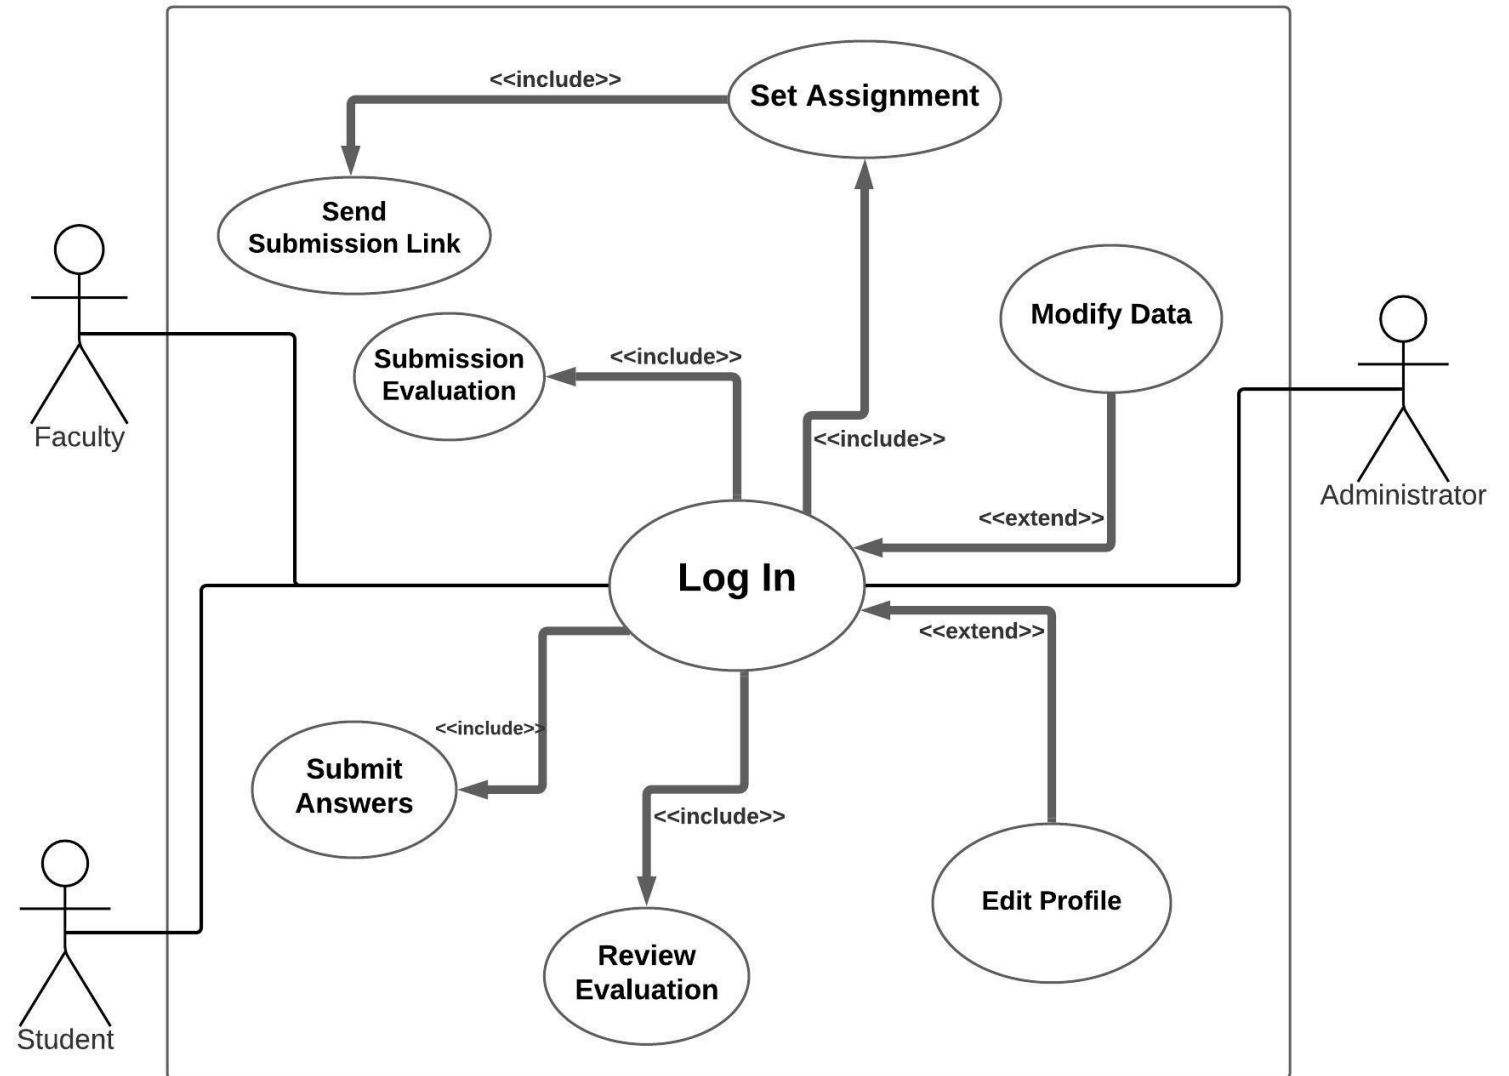 <<include>>
Set Assignment
Send
Submission Link
Modify Data
Submission
Evaluation
<<include>>
Faculty
<<include>>
Administrator
<<extend>>
Log In
<<extend>>
<<include>>
Submit
Answers
<<include>>
Edit Profile
Review
Evaluation
Student